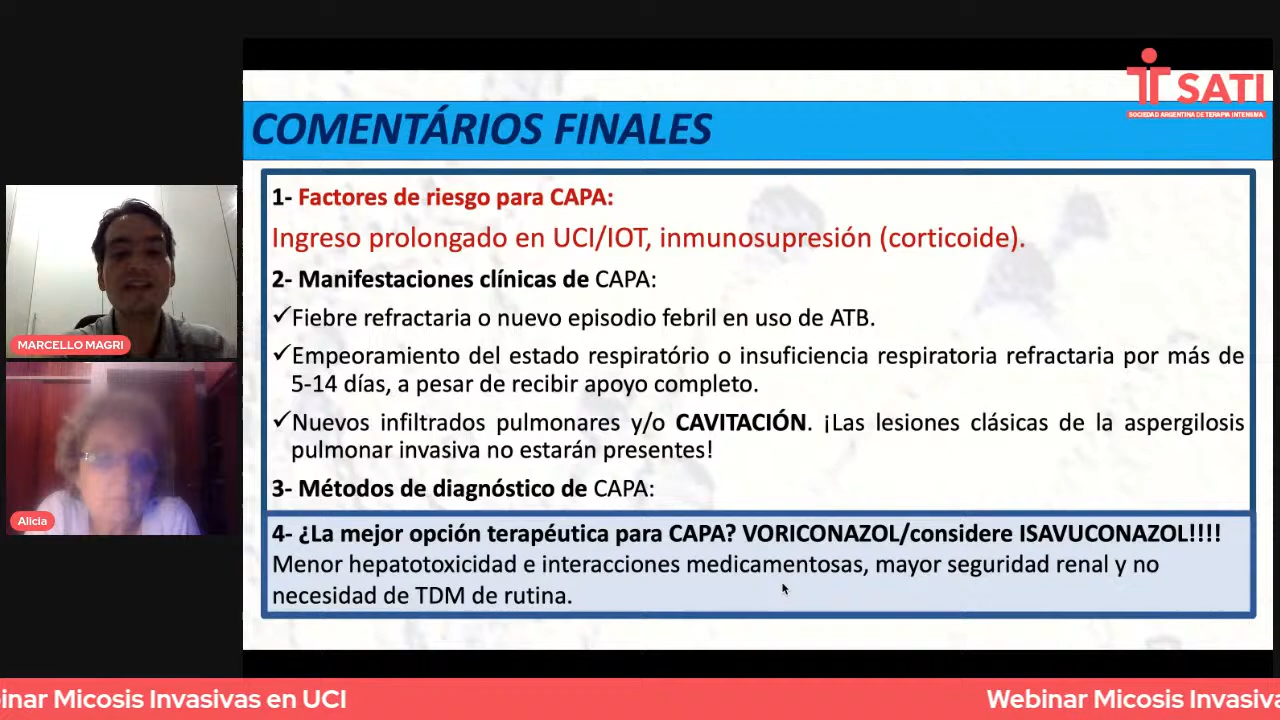 SATI
SOCIEDAD ARGENTINA DE TERAPIA INTENSIVA
COMENTÁRIOS FINALES
1- Factores de riesgo para CAPA:
Ingreso prolongado en UCI/IOT, inmunosupresión (corticoide).
2- Manifestaciones clínicas de CAPA:
✓Fiebre refractaria o nuevo episodio febril en uso de ATB.
✓Empeoramiento del estado respiratório o insuficiencia respiratoria refractaria por más de
5-14 días, a pesar de recibir apoyo completo.
✓Nuevos infiltrados pulmonares y/o CAVITACIÓN. ¡Las lesiones clásicas de la aspergilosis
pulmonar invasiva no estarán presentes!
3- Métodos de diagnóstico de CAPA:
4- ¿La mejor opción terapéutica para CAPA? VORICONAZOL/considere ISAVUCONAZOL!!!!
Menor hepatotoxicidad e interacciones medicamentosas, mayor seguridad renal y no
necesidad de TDM de rutina.
MARCELLO MAGRI
Alicia
inar Micosis Invasivas en UCI
Webinar Micosis Invasiva